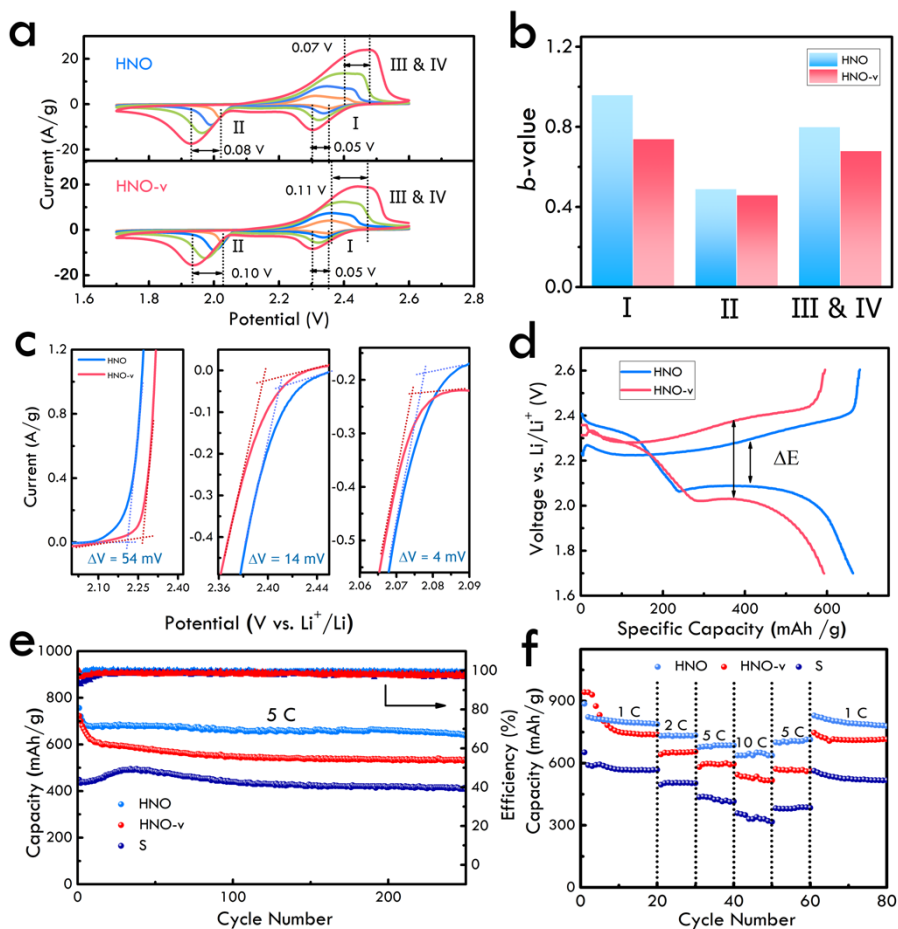 a
Current (A/g)
20
0
-20
HNO
0.07 V
III & IV
II
I
0.08 V
0.05 V
20
0
-20
HNO-v
0.11 V
III & IV
II
I
0.10 V
0.05 V
1.6 1.8 2.0 2.2 2.4 2.6 2.8
Potential (V)
b
b-value
1.2
0.8
0.4
0.0
HNO
HNO-v
I II III & IV
c
Current (A/g)
1.2
0.8
0.4
0.0
HNO
HNO-v
ΔV = 54 mV
2.10 2.20 2.28 2.40
0.0
-0.1
-0.2
-0.3
-0.4
ΔV = 14 mV
2.36 2.40 2.44
-0.2
-0.3
-0.4
-0.5
ΔV = 4 mV
2.06 2.07 2.08 2.09
Potential (V vs. Li⁺/Li)
d
Voltage vs. Li/Li⁺ (V)
2.6
2.4
2.2
2.0
1.8
1.6
HNO
HNO-v
ΔE
0 200 400 600 800
Specific Capacity (mAh /g)
e
Capacity (mAh/g)
1000
900
800
700
600
500
400
300
200
100
0
5 C
HNO
HNO-v
S
100
80
60
40
20
0
Efficiency (%)
0 100 200
Cycle Number
f
Capacity (mAh/g)
900
600
300
0
HNO HNO-v S
1 C
2 C
5 C
10 C
5 C
1 C
0 20 40 60 80
Cycle Number